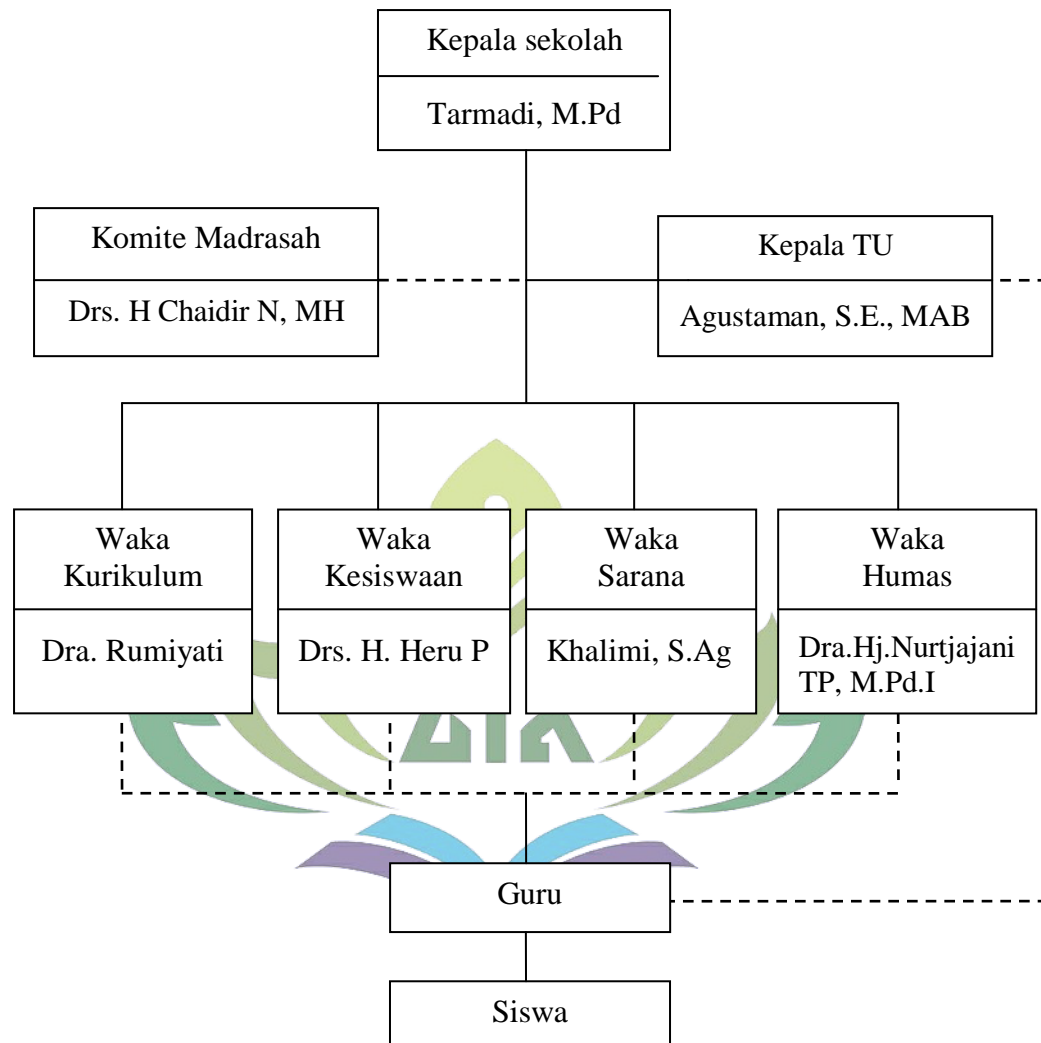 Kepala sekolah
Tarmadi, M.Pd
Komite Madrasah
Drs. H Chaidir N, MH
Kepala TU
Agustaman, S.E., MAB
Waka
Kurikulum
Dra. Rumiyati
Waka
Kesiswaan
Drs. H. Heru P
Waka
Sarana
Khalimi, S.Ag
Waka
Humas
Dra.Hj.Nurtjajani
TP, M.Pd.I
Guru
Siswa